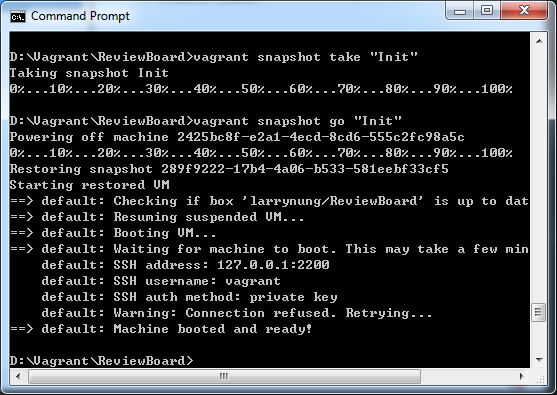 Command Prompt
D:\Vagrant\ReviewBoard>vagrant snapshot take "Init"
Taking snapshot Init
0%...10%...20%...30%...40%...50%...60%...70%...80%...90%...100%
D:\Vagrant\ReviewBoard>vagrant snapshot go "Init"
Powering off machine 2425bc8f-e2a1-4ecd-8cd6-555c2fc98a5c
0%...10%...20%...30%...40%...50%...60%...70%...80%...90%...100%
Restoring snapshot 289f9222-17b4-4a06-b533-581eebf33cf5
Starting restored VM
==> default: Checking if box 'larrynung/ReviewBoard' is up to dat
==> default: Resuming suspended VM...
==> default: Booting VM...
==> default: Waiting for machine to boot. This may take a few min
default: SSH address: 127.0.0.1:2200
default: SSH username: vagrant
default: SSH auth method: private key
default: Warning: Connection refused. Retrying...
==> default: Machine booted and ready!
D:\Vagrant\ReviewBoard>